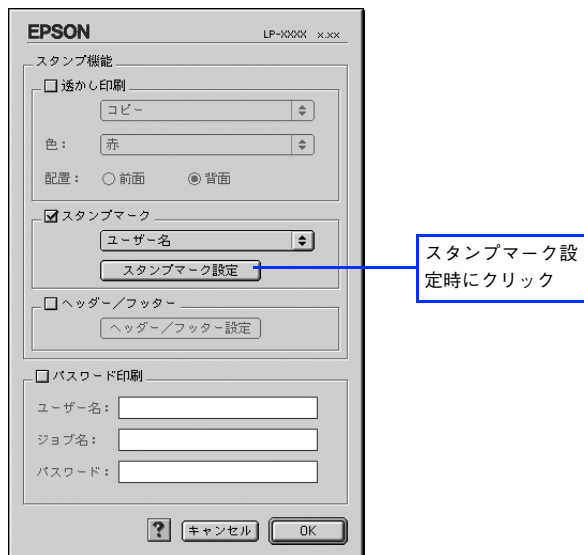 EPSON
LP-XXXX x.xx
スタンプ機能
透かし印刷
コピー
色：
赤
配置：
前面
背面
スタンプマーク
ユーザー名
スタンプマーク設定
スタンプマーク設
定時にクリック
ヘッダー／フッター
ヘッダー／フッター設定
パスワード印刷
ユーザー名：
ジョブ名：
パスワード：
?
キャンセル
OK